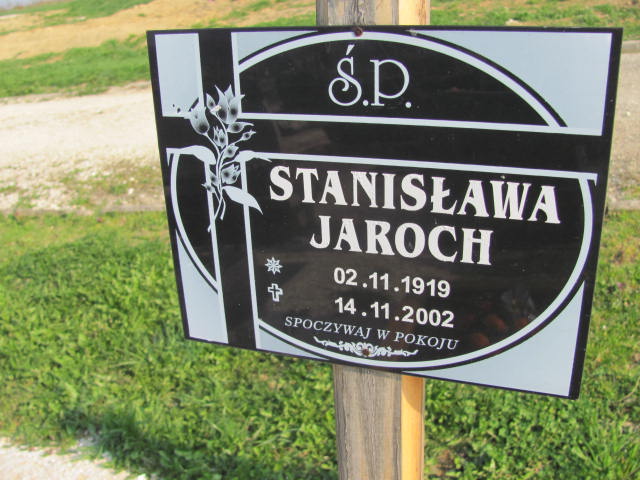 Ś.P.
STANISŁAWA
JAROCH
02.11.1919
14.11.2002
SPOCZYWAJ W POKOJU